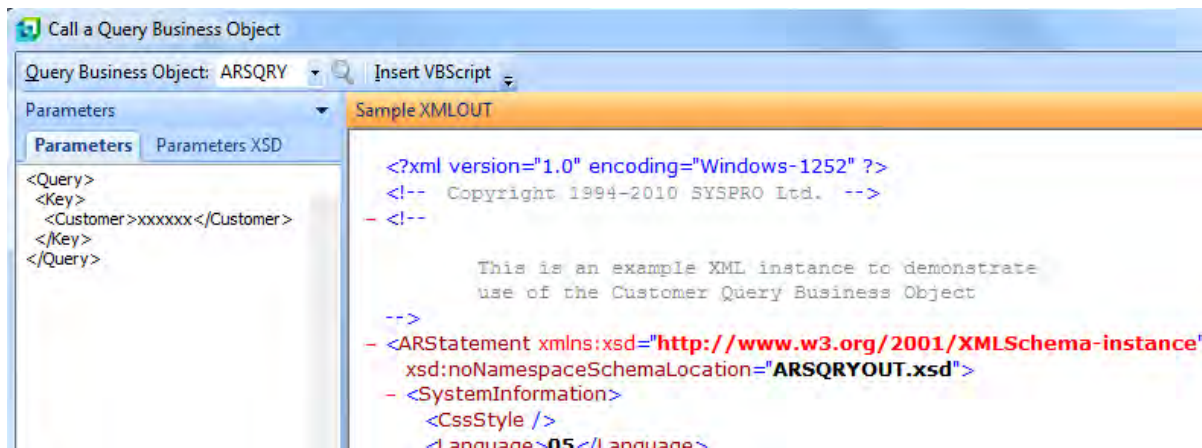 Call a Query Business Object
Query Business Object: ARSQRY Insert VBScript
Parameters
Parameters Parameters XSD
<Query>
<Key>
<Customer>xxxxxx</Customer>
</Key>
</Query>
Sample XMLOUT
<?xml version="1.0" encoding="Windows-1252" ?>
<!-- Copyright 1994-2010 SYSPRO Ltd. -->
- <!--
This is an example XML instance to demonstrate
use of the Customer Query Business Object
-->
- <ARStatement xmlns:xsd="http://www.w3.org/2001/XMLSchema-instance"
xsd:noNamespaceSchemaLocation="ARSQRYOUT.xsd">
- <SystemInformation>
<CssStyle />
<Language>05</Language>